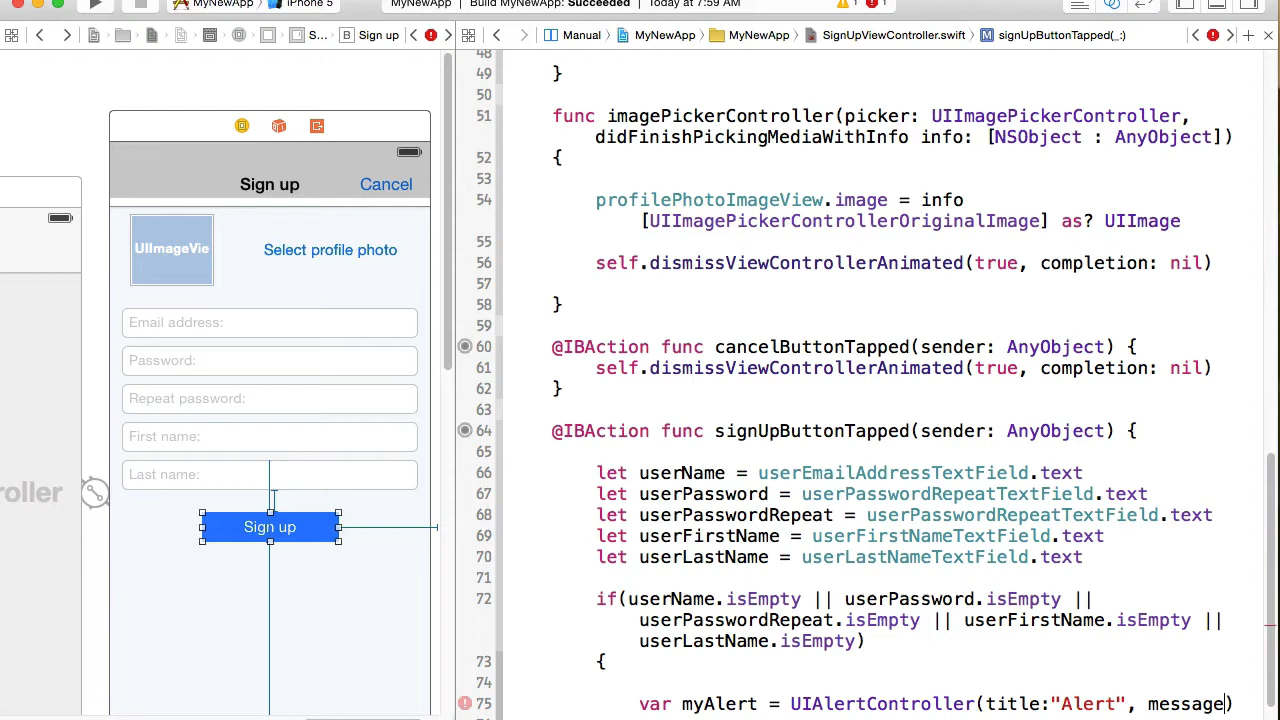 MyNewApp
iPhone 5
MyNewApp | Build MyNewApp: Succeeded | Today at 7:59 AM
1
1
S...
B Sign up
Manual
MyNewApp
MyNewApp
SignUpViewController.swift
M signUpButtonTapped(_:)
Sign up
Cancel
UIImageVie
Select profile photo
Email address:
Password:
Repeat password:
First name:
Last name:
Sign up
roller
48
49 }
50
51 func imagePickerController(picker: UIImagePickerController,
didFinishPickingMediaWithInfo info: [NSObject : AnyObject])
52 {
53
54 profilePhotoImageView.image = info
[UIImagePickerControllerOriginalImage] as? UIImage
55
56 self.dismissViewControllerAnimated(true, completion: nil)
57
58 }
59
60 @IBAction func cancelButtonTapped(sender: AnyObject) {
61 self.dismissViewControllerAnimated(true, completion: nil)
62 }
63
64 @IBAction func signUpButtonTapped(sender: AnyObject) {
65
66 let userName = userEmailAddressTextField.text
67 let userPassword = userPasswordRepeatTextField.text
68 let userPasswordRepeat = userPasswordRepeatTextField.text
69 let userFirstName = userFirstNameTextField.text
70 let userLastName = userLastNameTextField.text
71
72 if(userName.isEmpty || userPassword.isEmpty ||
userPasswordRepeat.isEmpty || userFirstName.isEmpty ||
userLastName.isEmpty)
73 {
74
75 var myAlert = UIAlertController(title:"Alert", message)